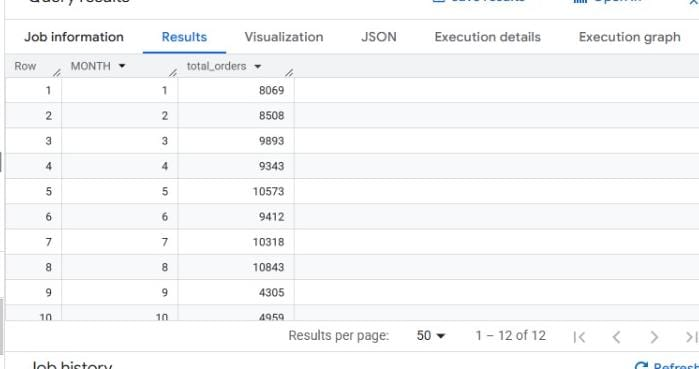 Query results Save results Open in
Job information Results Visualization JSON Execution details Execution graph
Row MONTH total_orders
1 1 8069
2 2 8508
3 3 9893
4 4 9343
5 5 10573
6 6 9412
7 7 10318
8 8 10843
9 9 4305
10 10 4959
Results per page: 50 1 – 12 of 12
Job history Refresh